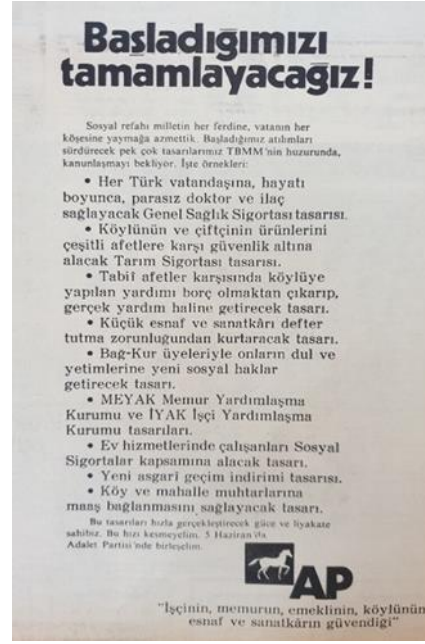 Başladığımızı
tamamlayacağız!
Sosyal refahı milletin her ferdine, vatanın her
köşesine yaymağa azmettik. Başladığımız atılımları
sürdürecek pek çok tasarılarımız TBMM'nin huzurunda,
kanunlaşmayı bekliyor. İşte örnekleri:
• Her Türk vatandaşına, hayatı
boyunca, parasız doktor ve ilaç
sağlayacak Genel Sağlık Sigortası tasarısı.
• Köylünün ve çiftçinin ürünlerini
çeşitli afetlere karşı güvenlik altına
alacak Tarım Sigortası tasarısı.
• Tabiî afetler karşısında köylüye
yapılan yardımı borç olmaktan çıkarıp,
gerçek yardım haline getirecek tasarı.
• Küçük esnaf ve sanatkârı defter
tutma zorunluğundan kurtaracak tasarı.
• Bağ-Kur üyeleriyle onların dul ve
yetimlerine yeni sosyal haklar
getirecek tasarı.
• MEYAK Memur Yardımlaşma
Kurumu ve İYAK İşçi Yardımlaşma
Kurumu tasarıları.
• Ev hizmetlerinde çalışanları Sosyal
Sigortalar kapsamına alacak tasarı.
• Yeni asgarî geçim indirimi tasarısı.
• Köy ve mahalle muhtarlarına
maaş bağlanmasını sağlayacak tasarı.
Bu tasarıları hızla gerçekleştirecek güce ve liyakate
sahibiz. Bu hızı kesmeyelim. 5 Haziran'da
Adalet Partisi'nde birleşelim.
AP
"İşçinin, memurun, emeklinin, köylünün
esnaf ve sanatkârın güvendiği"